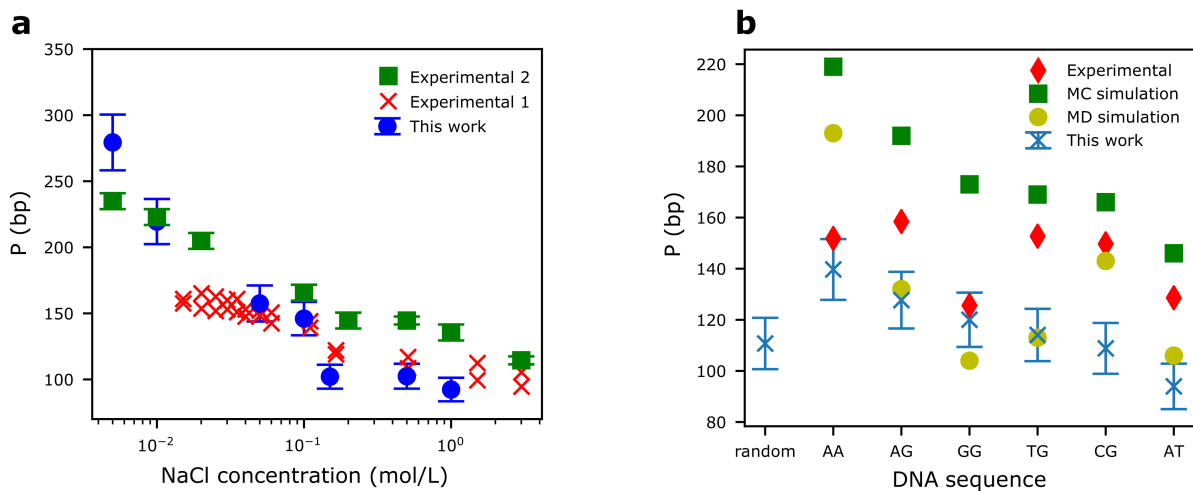 a
350
300
250
200
150
100
P (bp)
10⁻²
10⁻¹
10⁰
NaCl concentration (mol/L)
Experimental 2
Experimental 1
This work
b
220
200
180
160
140
120
100
80
P (bp)
random AA AG GG TG CG AT
DNA sequence
Experimental
MC simulation
MD simulation
This work